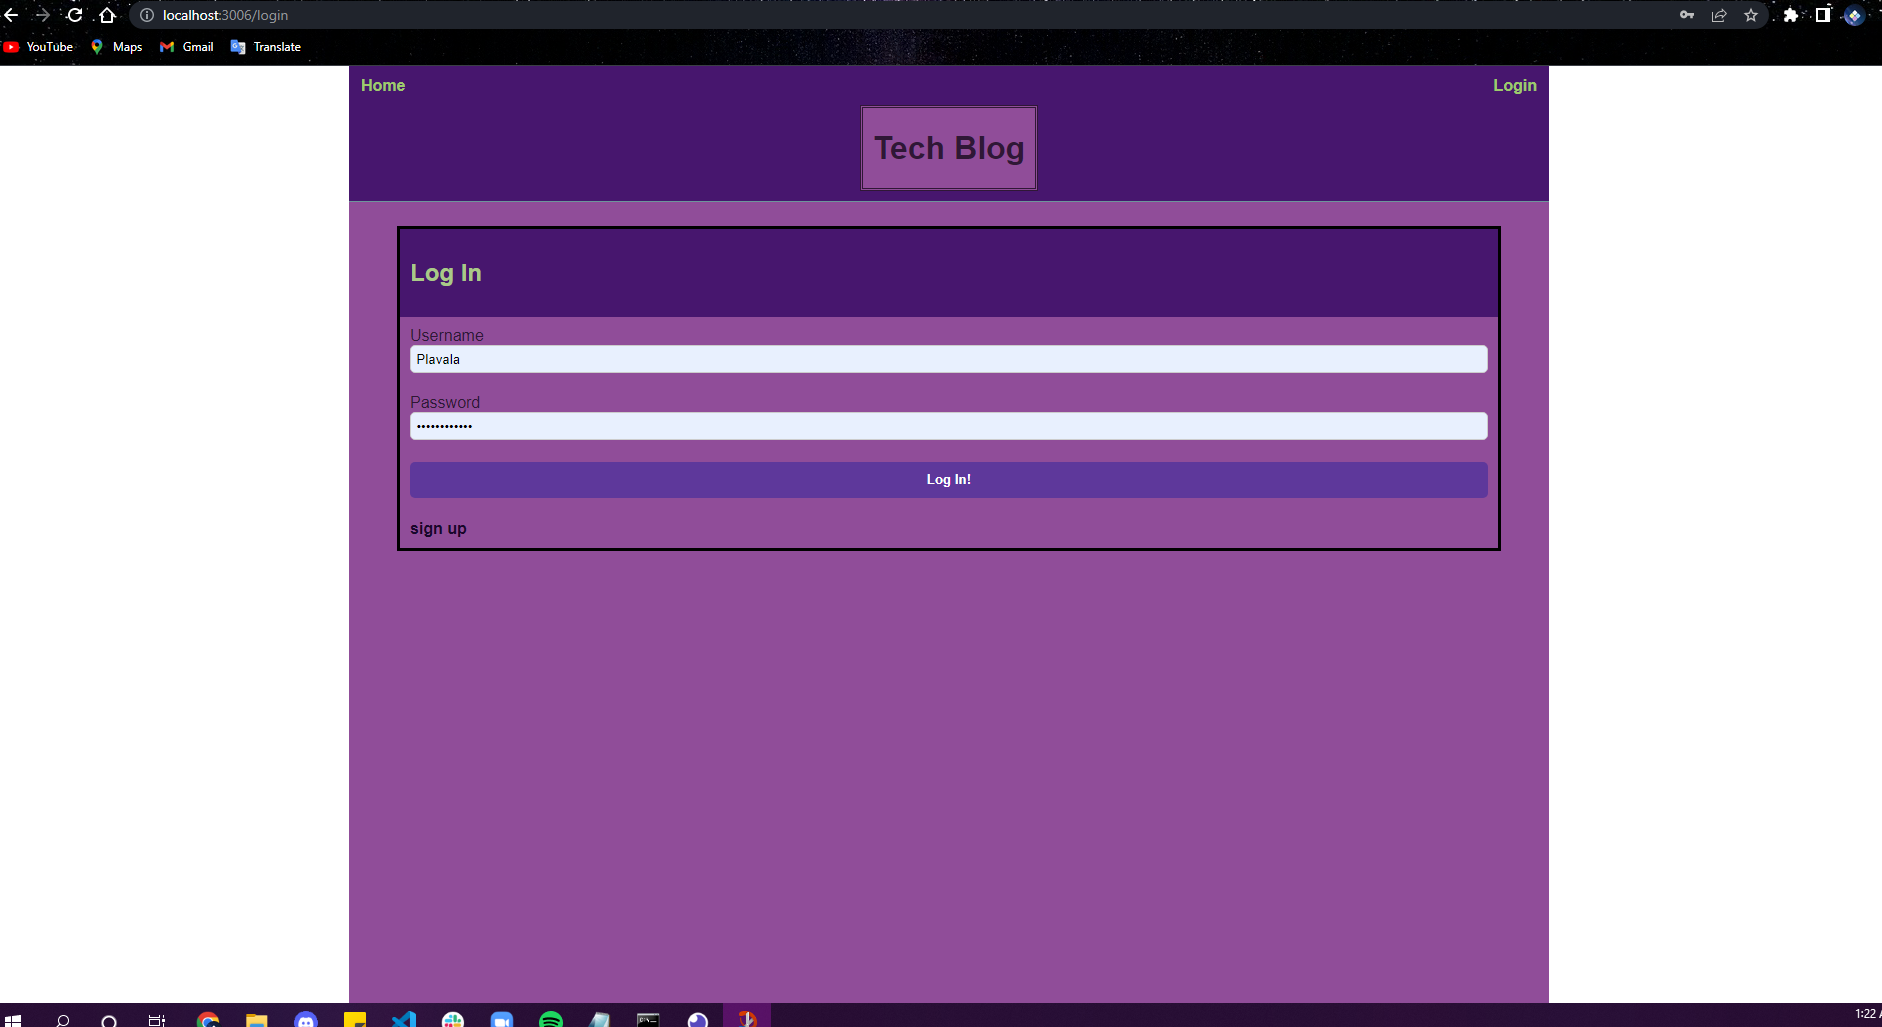 localhost:3006/login
YouTube Maps Gmail Translate
Home Login
Tech Blog
Log In
Username
Plavala
Password
••••••••••••
Log In!
sign up
1:22